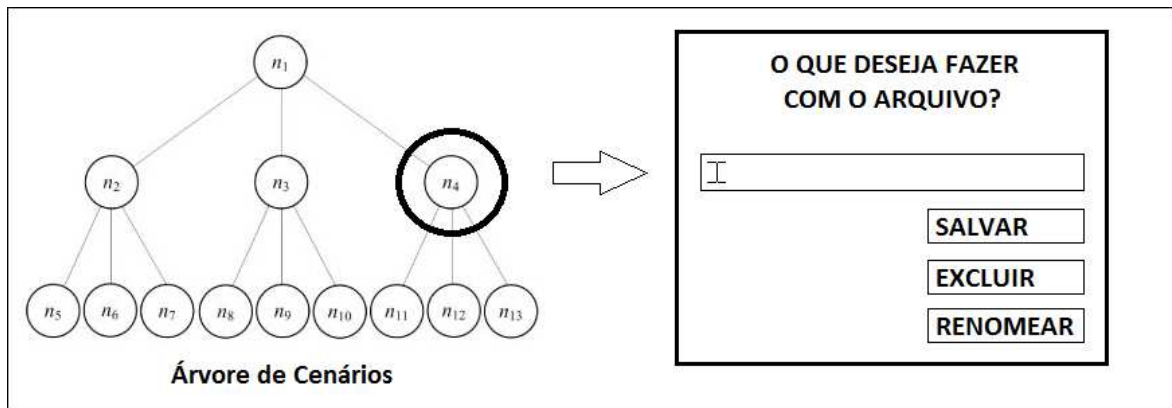 n1
n2
n3
n4
n5
n6
n7
n8
n9
n10
n11
n12
n13
Árvore de Cenários
O QUE DESEJA FAZER
COM O ARQUIVO?
SALVAR
EXCLUIR
RENOMEAR